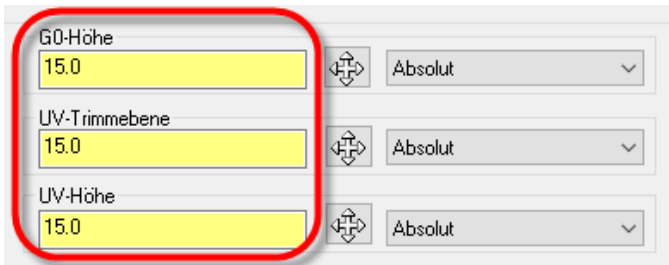 G0-Höhe
15.0 Absolut
UV-Trimmebene
15.0 Absolut
UV-Höhe
15.0 Absolut